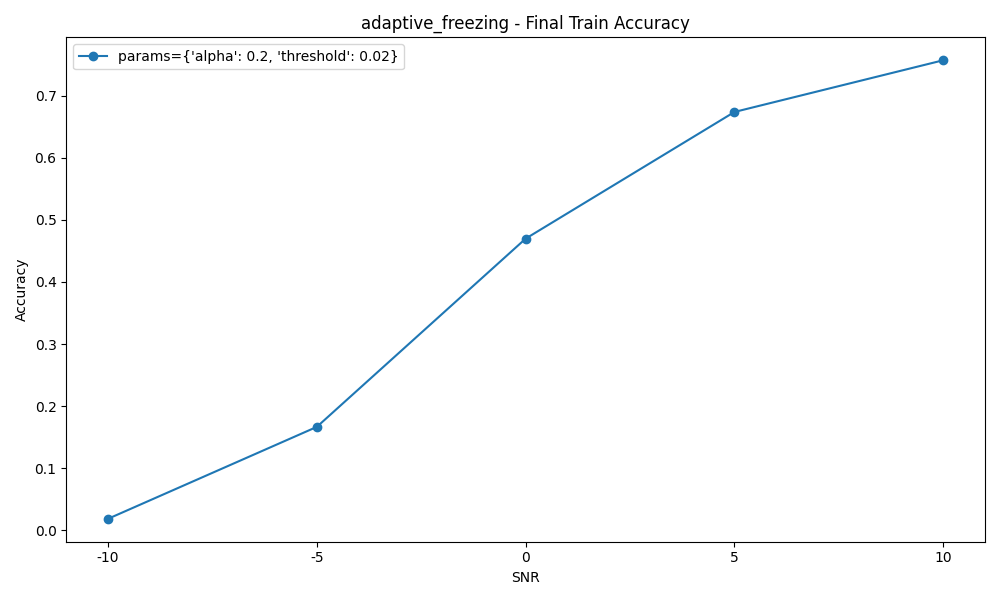 adaptive_freezing - Final Train Accuracy
params={'alpha': 0.2, 'threshold': 0.02}
Accuracy
0.7
0.6
0.5
0.4
0.3
0.2
0.1
0.0
-10 -5 0 5 10
SNR